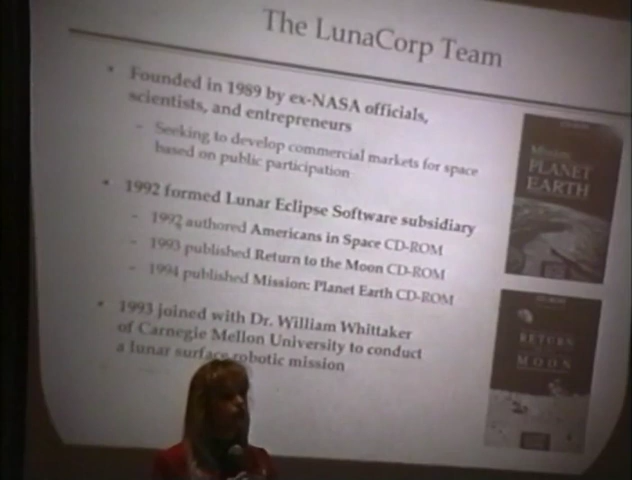 The LunaCorp Team
• Founded in 1989 by ex-NASA officials,
scientists, and entrepreneurs
– Seeking to develop commercial markets for space
based on public participation
• 1992 formed Lunar Eclipse Software subsidiary
– 1992 authored Americans in Space CD-ROM
– 1993 published Return to the Moon CD-ROM
– 1994 published Mission: Planet Earth CD-ROM
• 1993 joined with Dr. William Whittaker
of Carnegie Mellon University to conduct
a lunar surface robotic mission
Mission:
PLANET
EARTH
RETURN
MOON